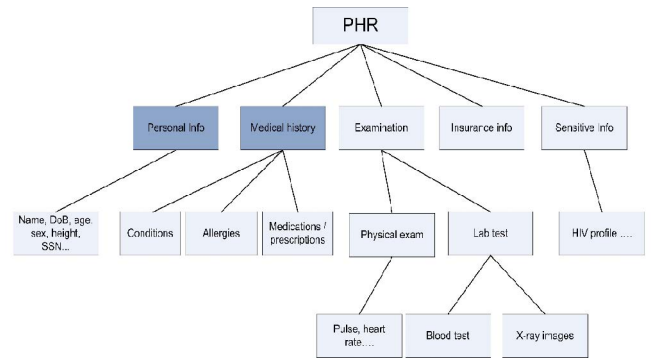 PHR
Personal Info
Medical history
Examination
Insurance info
Sensitive Info
Name, DoB, age,
sex, height,
SSN...
Conditions
Allergies
Medications /
prescriptions
Physical exam
Lab test
HIV profile ....
Pulse, heart
rate....
Blood test
X-ray images